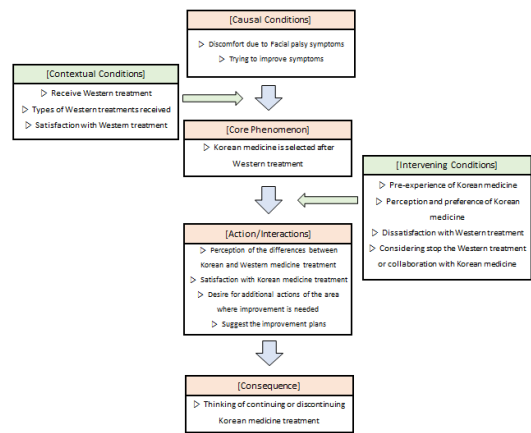 [Causal Conditions]
▷ Discomfort due to Facial palsy symptoms
▷ Trying to improve symptoms
[Contextual Conditions]
▷ Receive Western treatment
▷ Types of Western treatments received
▷ Satisfaction with Western treatment
[Core Phenomenon]
▷ Korean medicine is selected after
Western treatment
[Intervening Conditions]
▷ Pre-experience of Korean medicine
▷ Perception and preference of Korean
medicine
▷ Dissatisfaction with Western treatment
▷ Considering stop the Western treatment
or collaboration with Korean medicine
[Action/Interactions]
▷ Perception of the differences between
Korean and Western medicine treatment
▷ Satisfaction with Korean medicine treatment
▷ Desire for additional actions of the area
where improvement is needed
▷ Suggest the improvement plans
[Consequence]
▷ Thinking of continuing or discontinuing
Korean medicine treatment